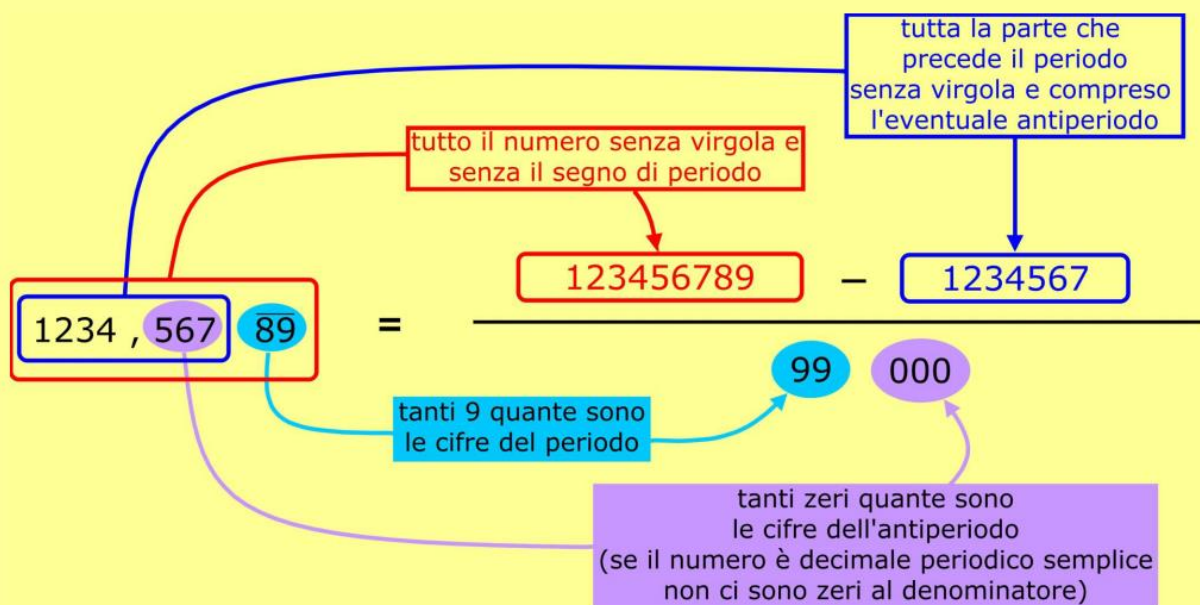 tutta la parte che
precede il periodo
senza virgola e compreso
l'eventuale antiperiodo
tutto il numero senza virgola e
senza il segno di periodo
123456789 – 1234567
1234 , 567 8̅9̅ =
99 000
tanti 9 quante sono
le cifre del periodo
tanti zeri quante sono
le cifre dell'antiperiodo
(se il numero è decimale periodico semplice
non ci sono zeri al denominatore)